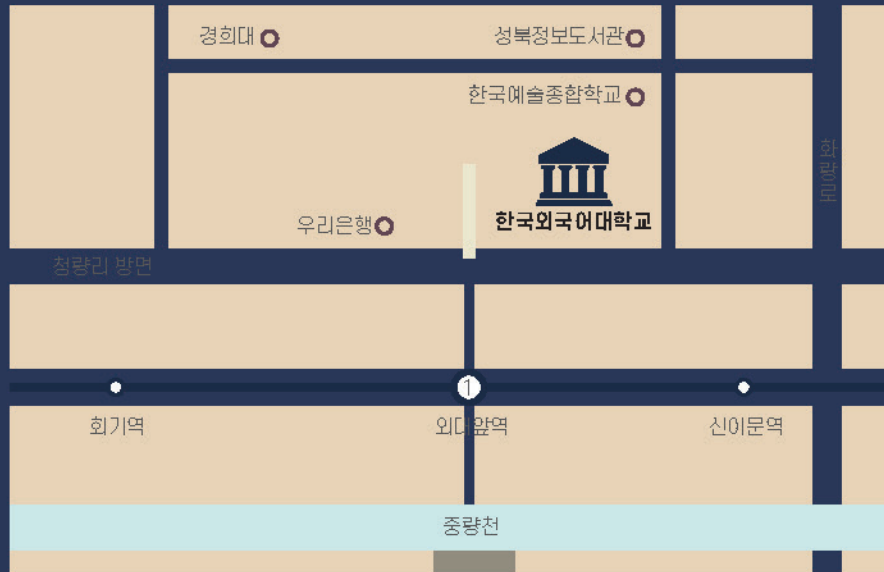 경희대
성북정보도서관
한국예술종합학교
화랑로
한국외국어대학교
우리은행
청량리 방면
1
회기역
외대앞역
신이문역
중량천